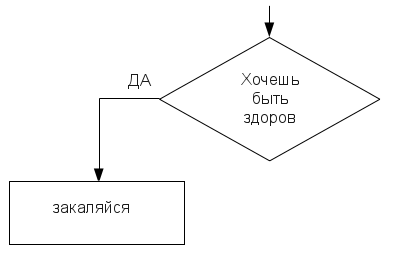 ДА
Хочешь
быть
здоров
закаляйся